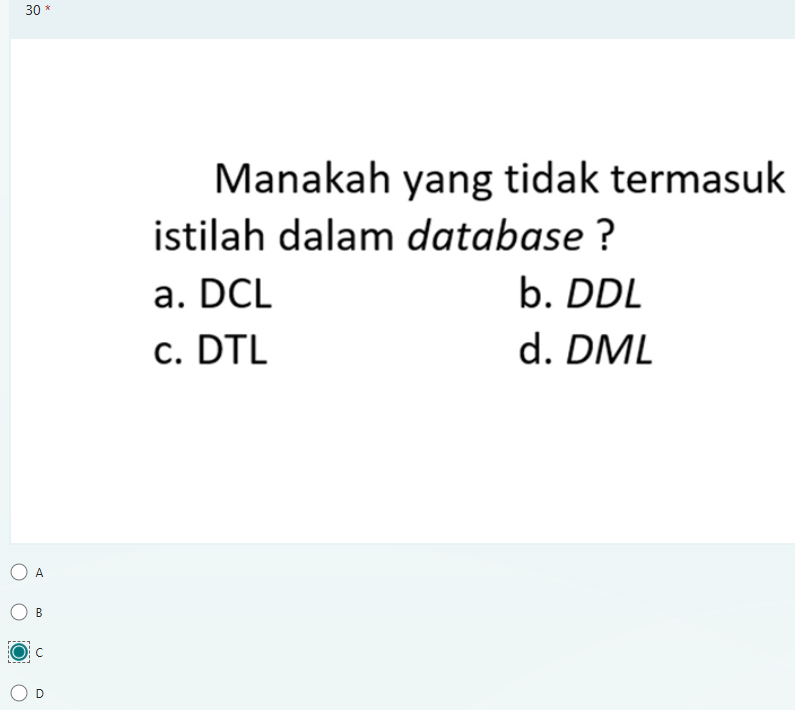 30 *
Manakah yang tidak termasuk
istilah dalam database ?
a. DCL b. DDL
c. DTL d. DML
A
B
C
D